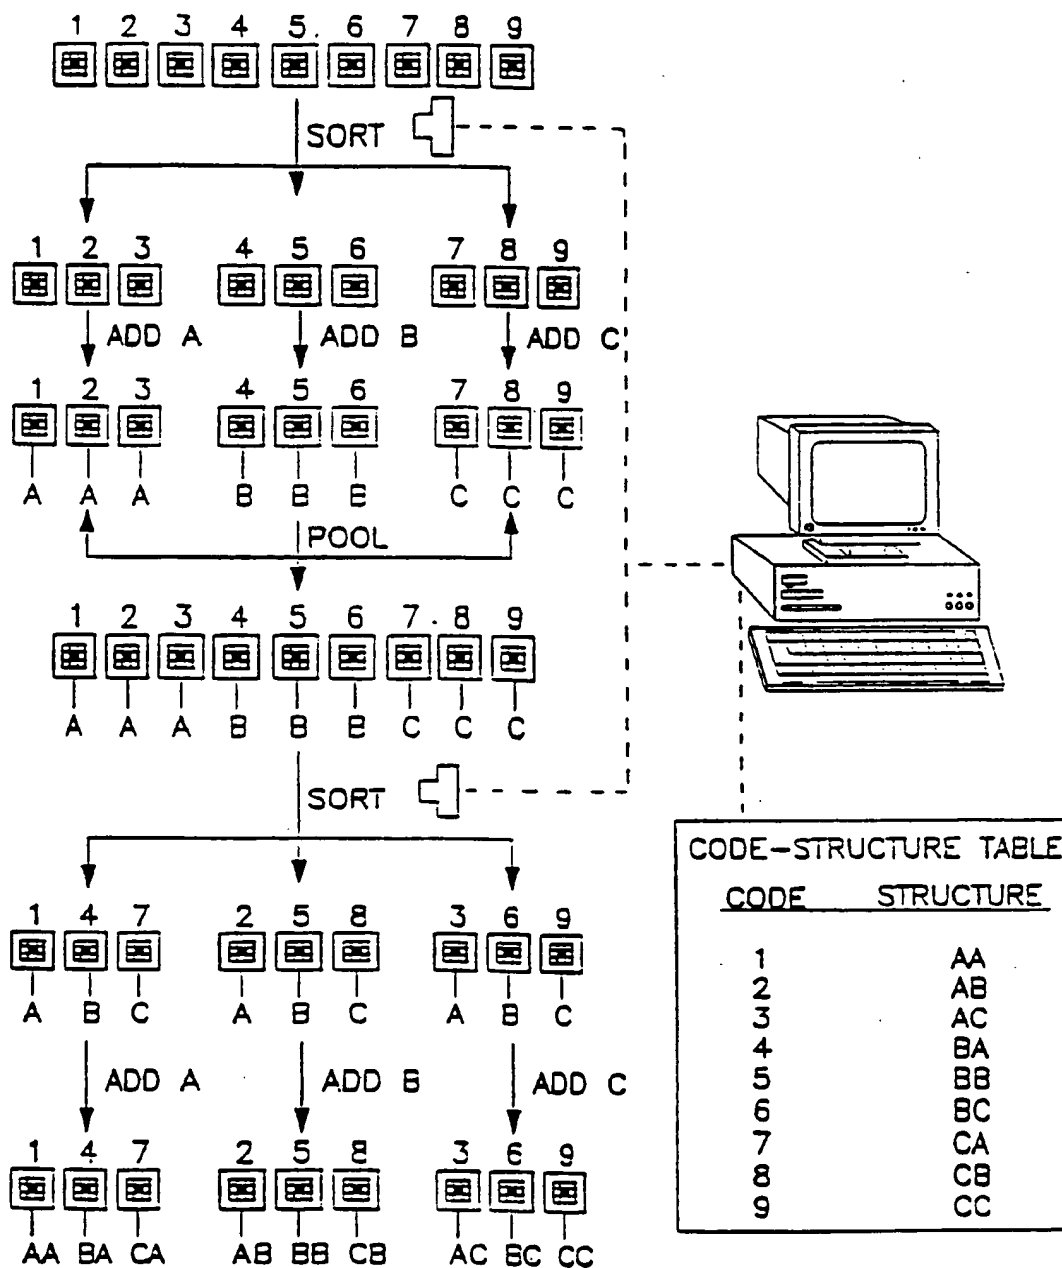 1 2 3 4 5 6 7 8 9
SORT
1 2 3 4 5 6 7 8 9
ADD A ADD B ADD C
1 2 3 4 5 6 7 8 9
A A A B B B C C C
POOL
1 2 3 4 5 6 7 8 9
A A A B B B C C C
SORT
1 4 7 2 5 8 3 6 9
A B C A B C A B C
ADD A ADD B ADD C
1 4 7 2 5 8 3 6 9
AA BA CA AB BB CB AC BC CC
CODE-STRUCTURE TABLE
CODE STRUCTURE
1 AA
2 AB
3 AC
4 BA
5 BB
6 BC
7 CA
8 CB
9 CC